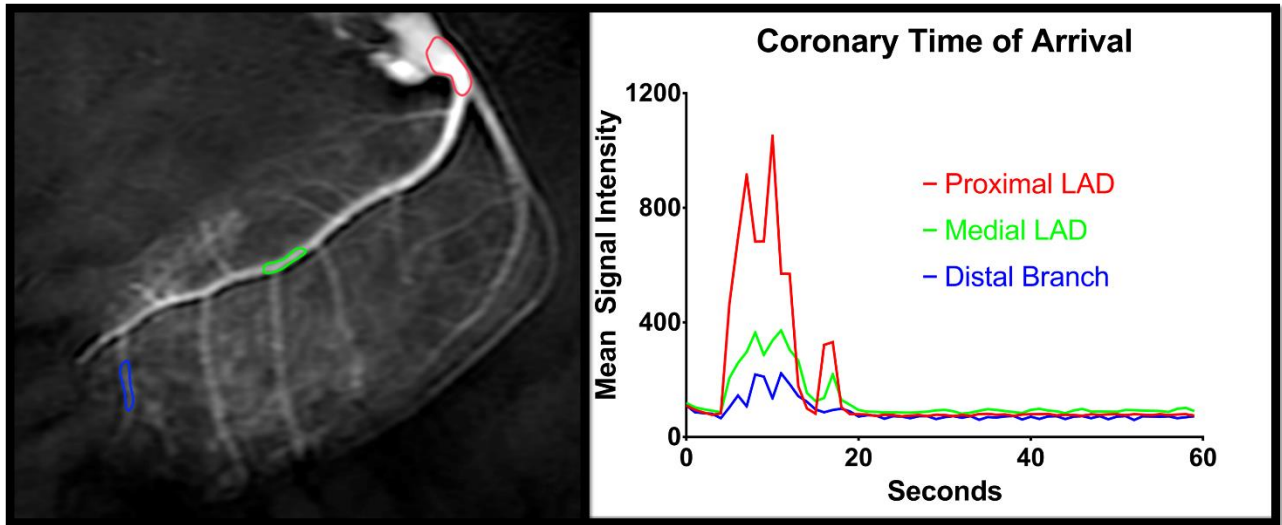 Coronary Time of Arrival
Mean Signal Intensity
1200
800
400
0
Proximal LAD
Medial LAD
Distal Branch
0 20 40 60
Seconds